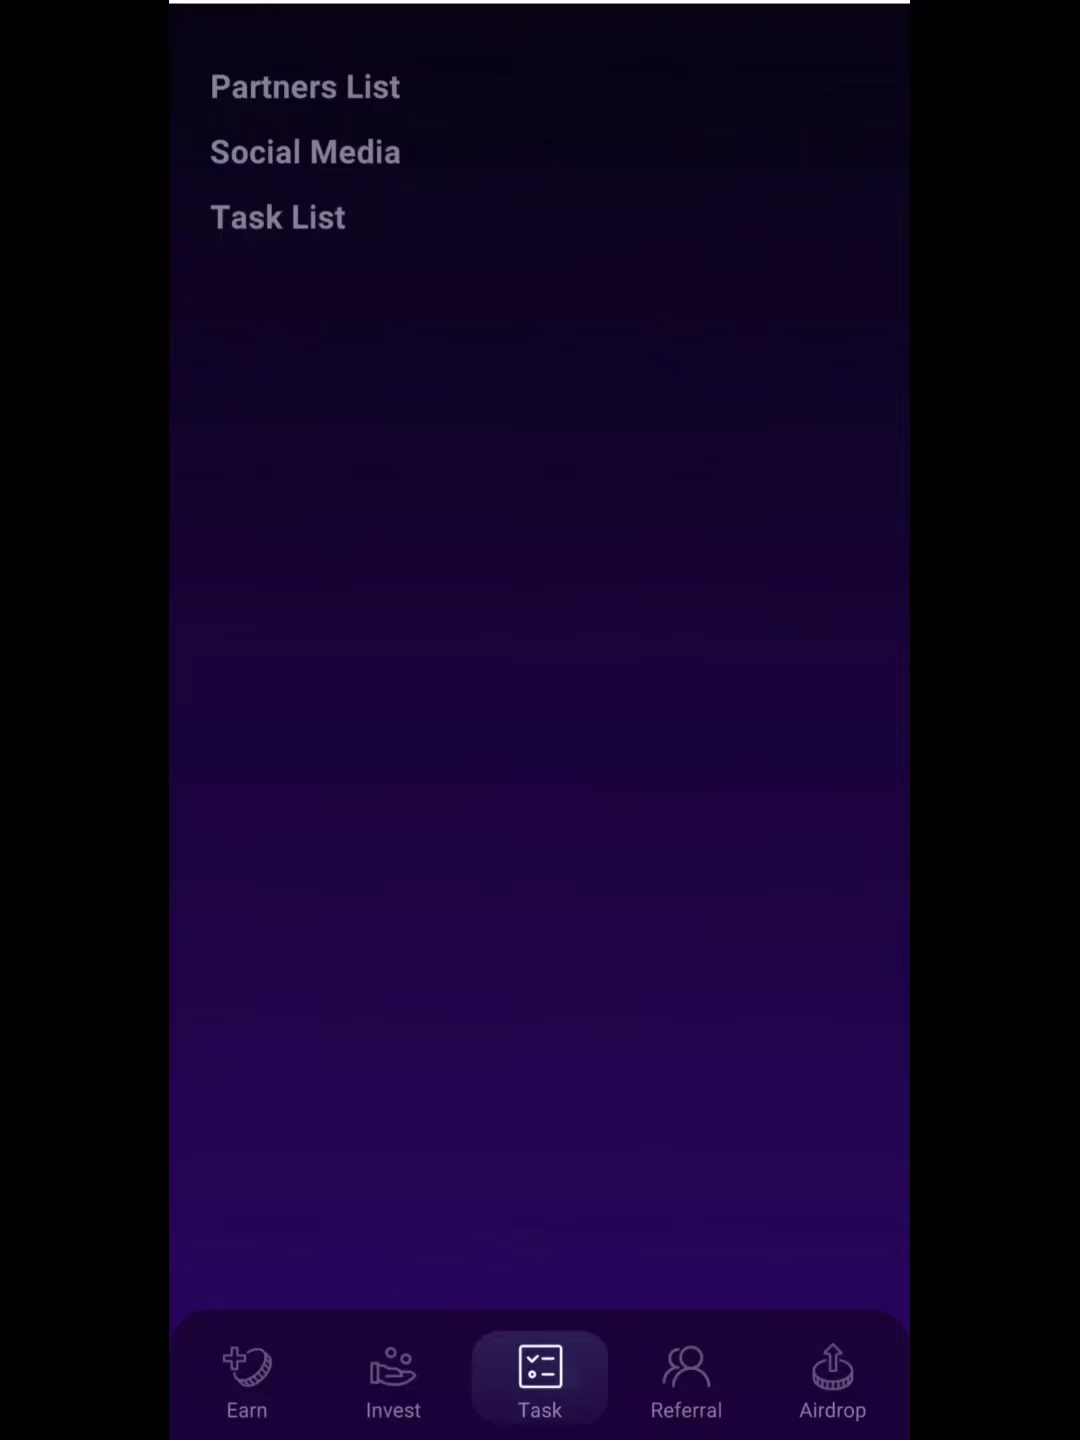 Partners List
Social Media
Task List
Earn
Invest
Task
Referral
Airdrop